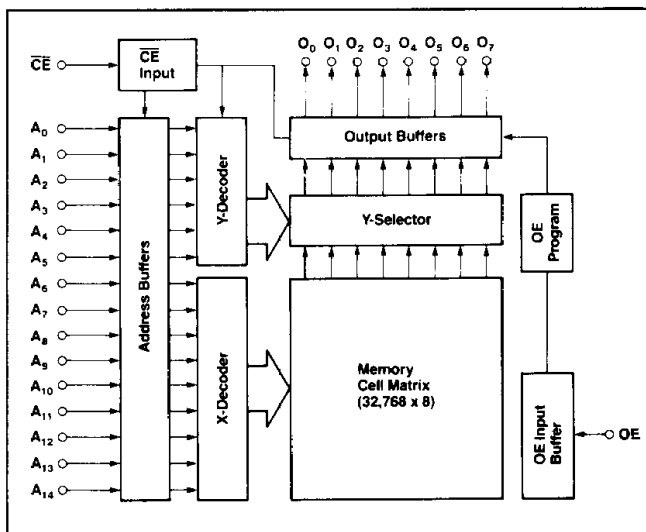 O0 O1 O2 O3 O4 O5 O6 O7
C̅E̅
C̅E̅
Input
A0
A1
A2
A3
A4
A5
A6
A7
A8
A9
A10
A11
A12
A13
A14
Address Buffers
Y-Decoder
X-Decoder
Output Buffers
Y-Selector
Memory
Cell Matrix
(32,768 x 8)
OE
Program
OE Input
Buffer
OE